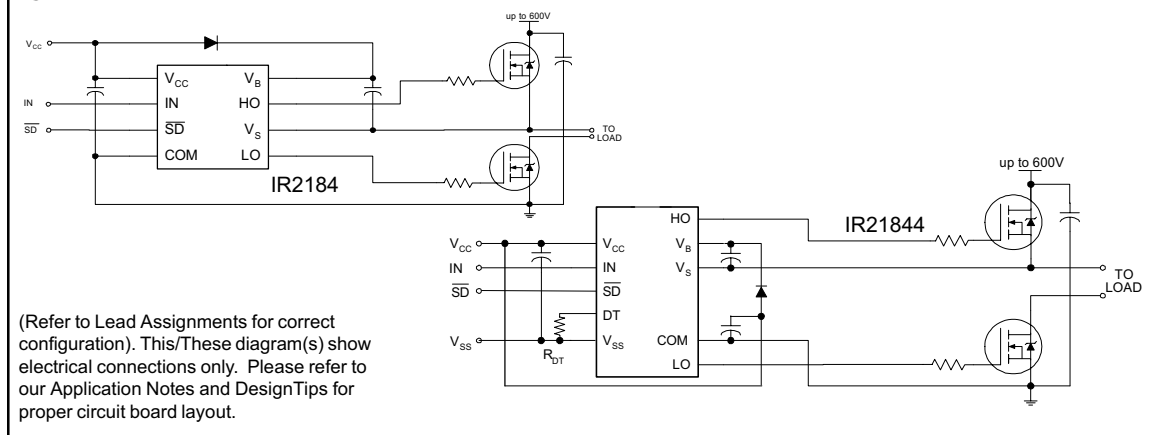 up to 600V
VCC
VCC
VB
IN
IN
HO
SD
SD
VS
TO
LOAD
COM
LO
IR2184
up to 600V
HO
IR21844
VCC
VCC
VB
IN
IN
VS
TO
LOAD
SD
SD
DT
VSS
RDT
VSS
COM
LO
(Refer to Lead Assignments for correct
configuration). This/These diagram(s) show
electrical connections only. Please refer to
our Application Notes and DesignTips for
proper circuit board layout.